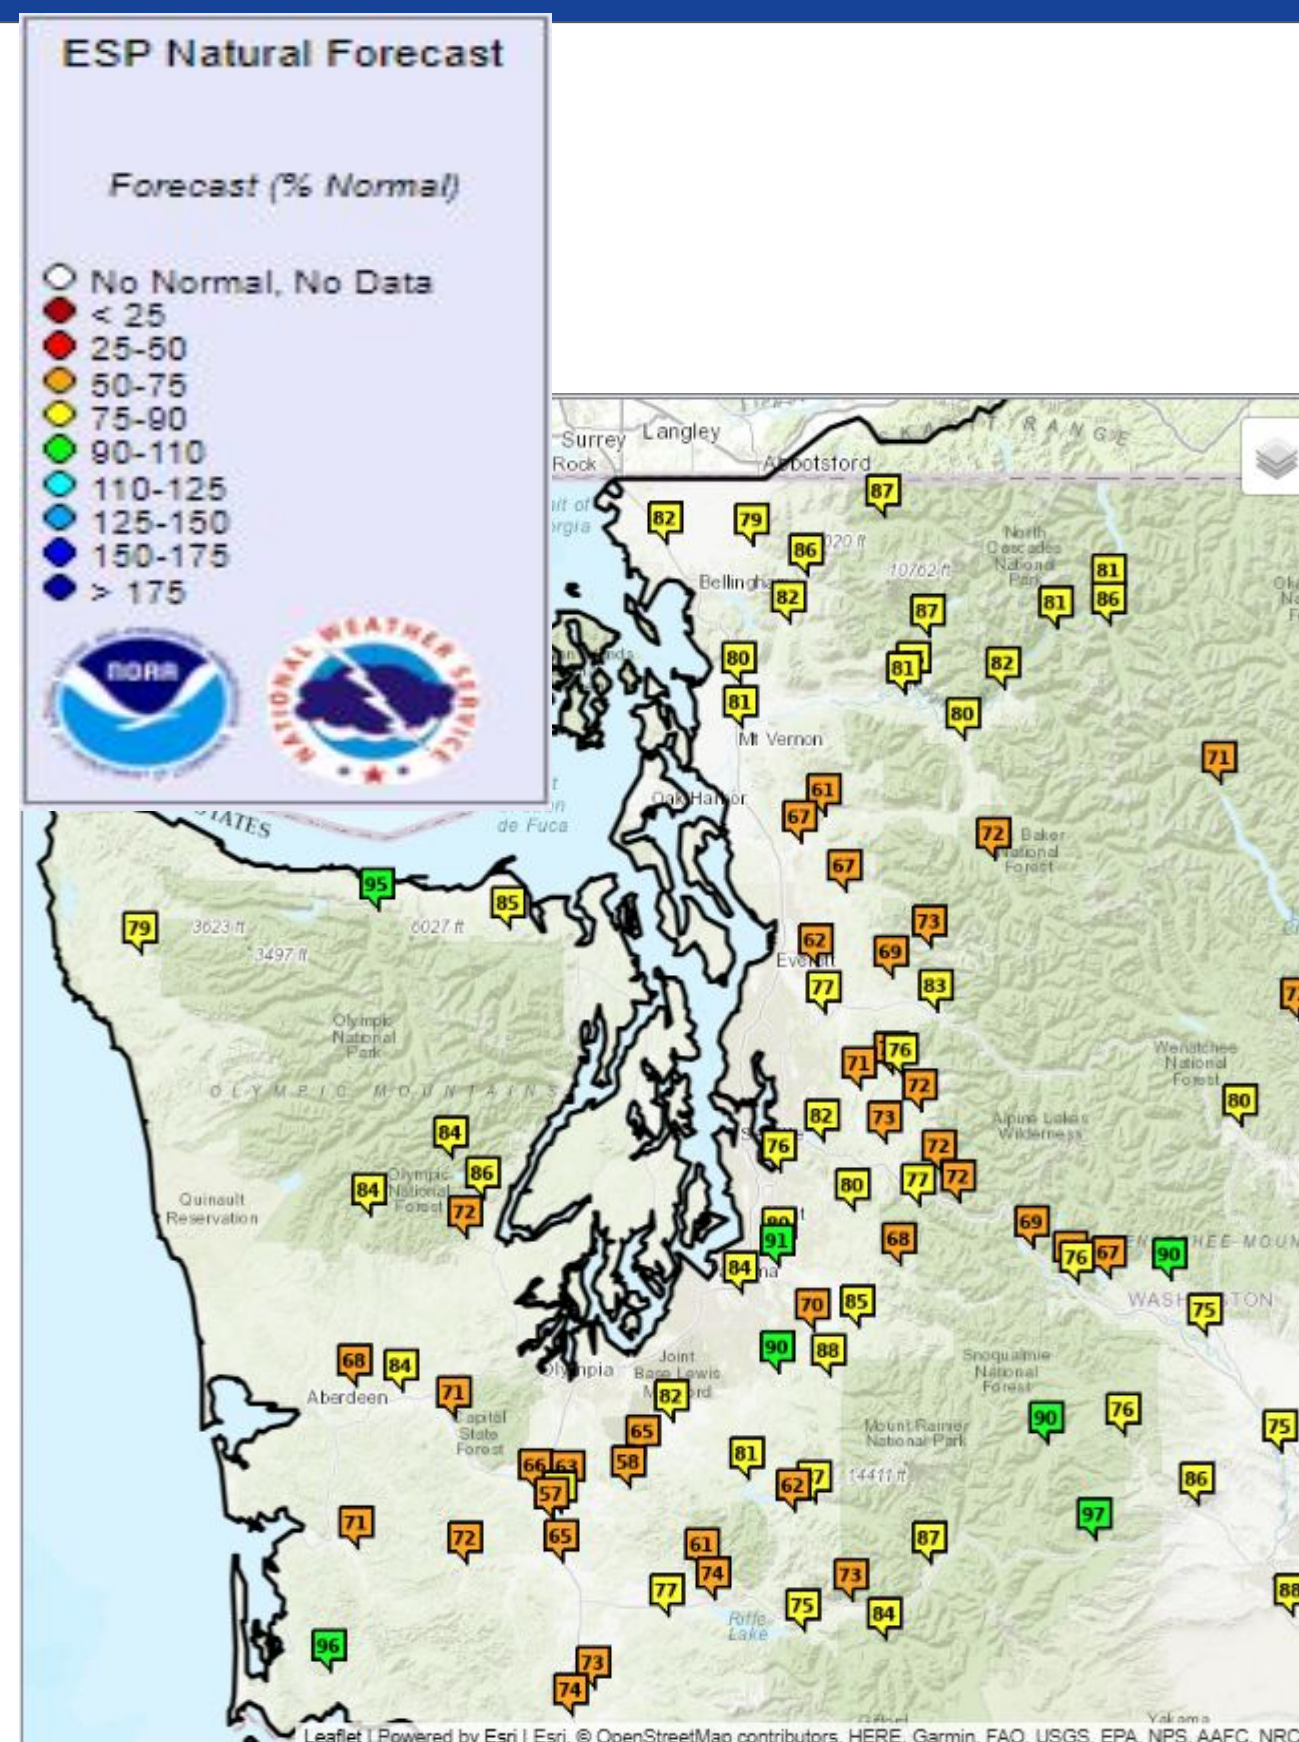 ESP Natural Forecast
Forecast (% Normal)
No Normal, No Data
< 25
25-50
50-75
75-90
90-110
110-125
125-150
150-175
> 175
NOAA
NATIONAL WEATHER SERVICE
Surrey
Langley
SKAGIT RANGE
Rock
Abbotsford
87
82
79
86
North
Cascades
National
Park
10762 ft
81
Bellingham
82
81
86
87
80
81
82
81
80
Mt Vernon
71
61
Oak Harbor
67
de Fuca
72
Baker
National
Forest
67
95
85
79
3623 ft
6027 ft
73
3497 ft
62
69
Everett
77
83
Olympic
National
Park
76
71
Wenatchee
National
Forest
72
OLYMPIC MOUNTAINS
80
82
73
Alpine Lakes
Wilderness
84
76
72
86
84
Olympic
National
Forest
80
77
72
Quinault
Reservation
72
69
91
68
76
67
90
84
WASHINGTON
70
85
75
90
88
68
84
Olympia
Joint
Base Lewis
Snoqualmie
National
Forest
Aberdeen
71
82
76
Capital
State
Forest
65
90
75
Mount Rainier
National Park
66
63
58
81
14411 ft
86
57
62
71
72
65
97
61
87
74
73
77
75
84
88
Riffe
Lake
96
73
74
Yakama
Leaflet | Powered by Esri | Esri, © OpenStreetMap contributors, HERE, Garmin, FAO, USGS, EPA, NPS, AAFC, NRC